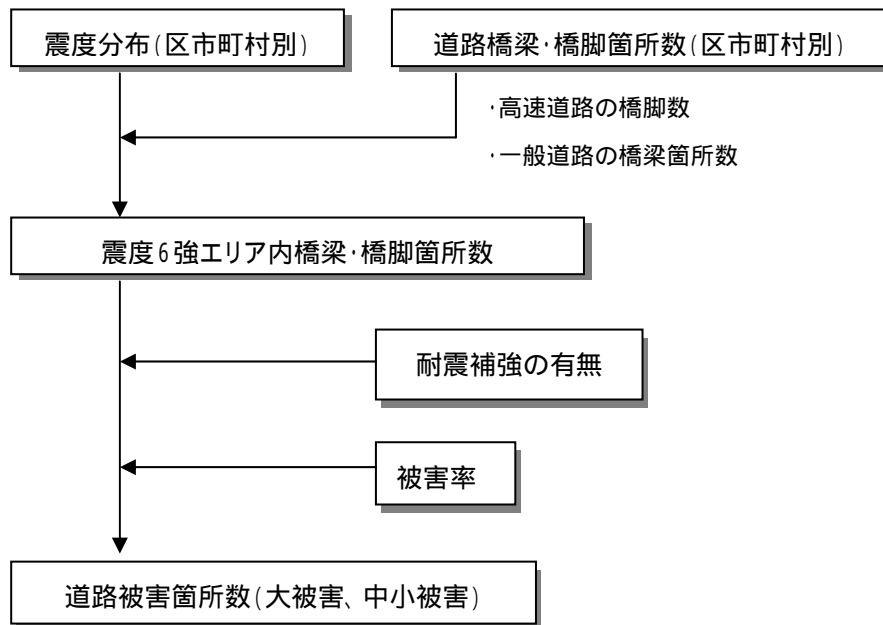 震度分布(区市町村別)
道路橋梁・橋脚箇所数(区市町村別)
・高速道路の橋脚数
・一般道路の橋梁箇所数
震度6強エリア内橋梁・橋脚箇所数
耐震補強の有無
被害率
道路被害箇所数(大被害、中小被害)